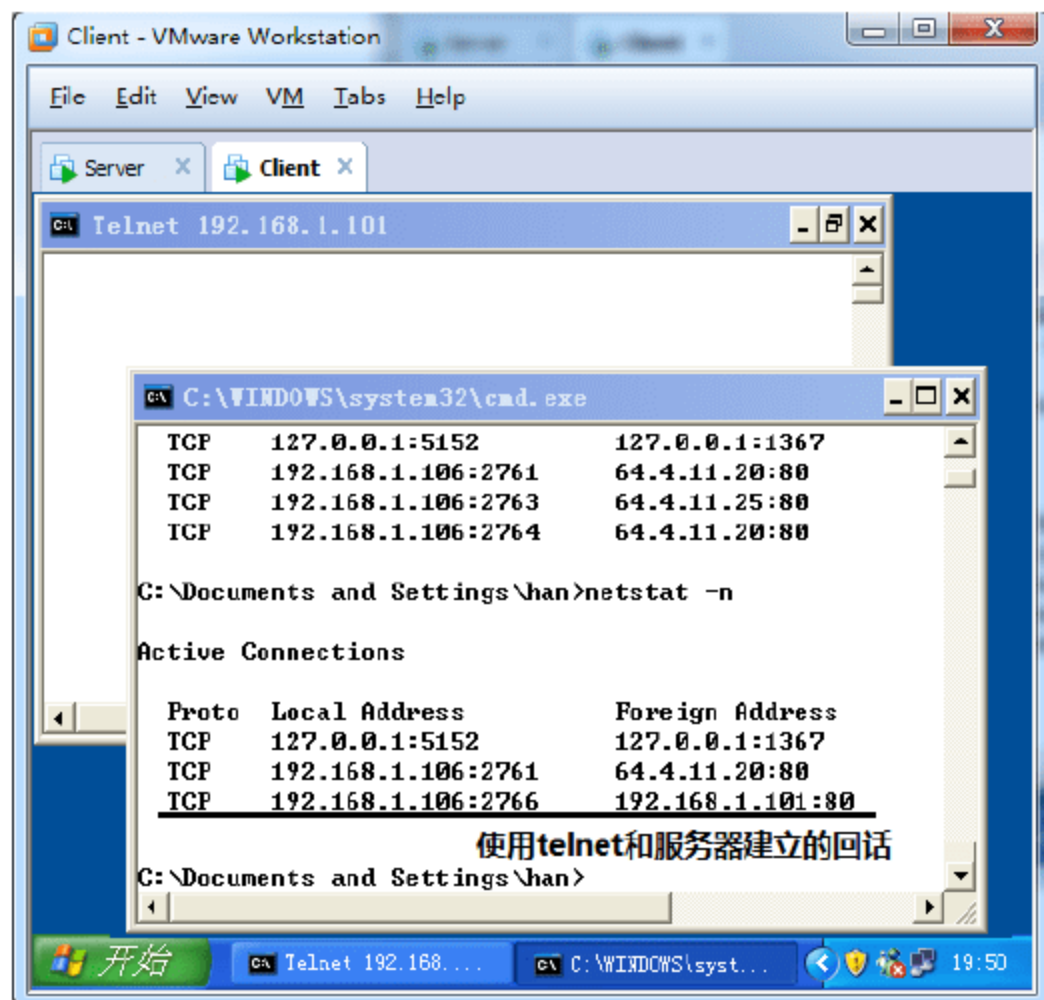 Client - VMware Workstation
File Edit View VM Tabs Help
Server Client
Telnet 192.168.1.101
C:\WINDOWS\system32\cmd.exe
TCP 127.0.0.1:5152 127.0.0.1:1367
TCP 192.168.1.106:2761 64.4.11.20:80
TCP 192.168.1.106:2763 64.4.11.25:80
TCP 192.168.1.106:2764 64.4.11.20:80
C:\Documents and Settings\han>netstat -n
Active Connections
Proto Local Address Foreign Address
TCP 127.0.0.1:5152 127.0.0.1:1367
TCP 192.168.1.106:2761 64.4.11.20:80
TCP 192.168.1.106:2766 192.168.1.101:80
使用telnet和服务器建立的回话
C:\Documents and Settings\han>
开始 Telnet 192.168.... C:\WINDOWS\syst... 19:50